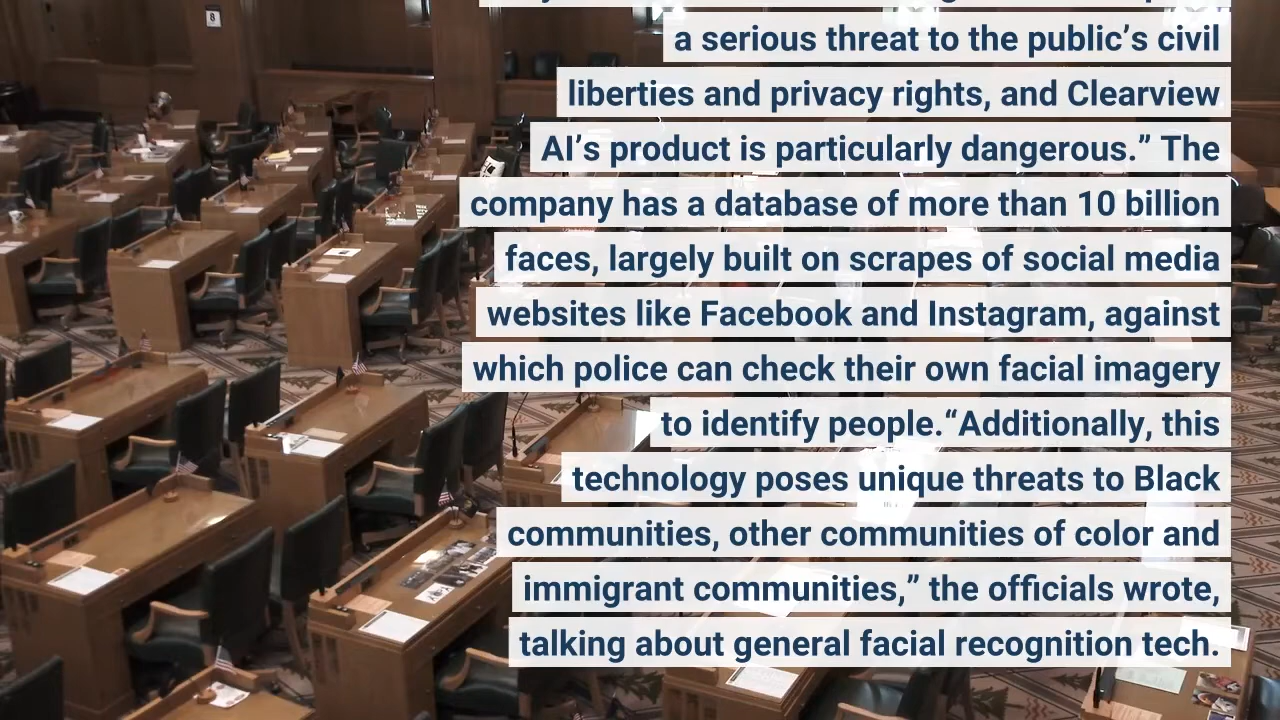 a serious threat to the public’s civil
liberties and privacy rights, and Clearview
AI’s product is particularly dangerous.” The
company has a database of more than 10 billion
faces, largely built on scrapes of social media
websites like Facebook and Instagram, against
which police can check their own facial imagery
to identify people.“Additionally, this
technology poses unique threats to Black
communities, other communities of color and
immigrant communities,” the officials wrote,
talking about general facial recognition tech.